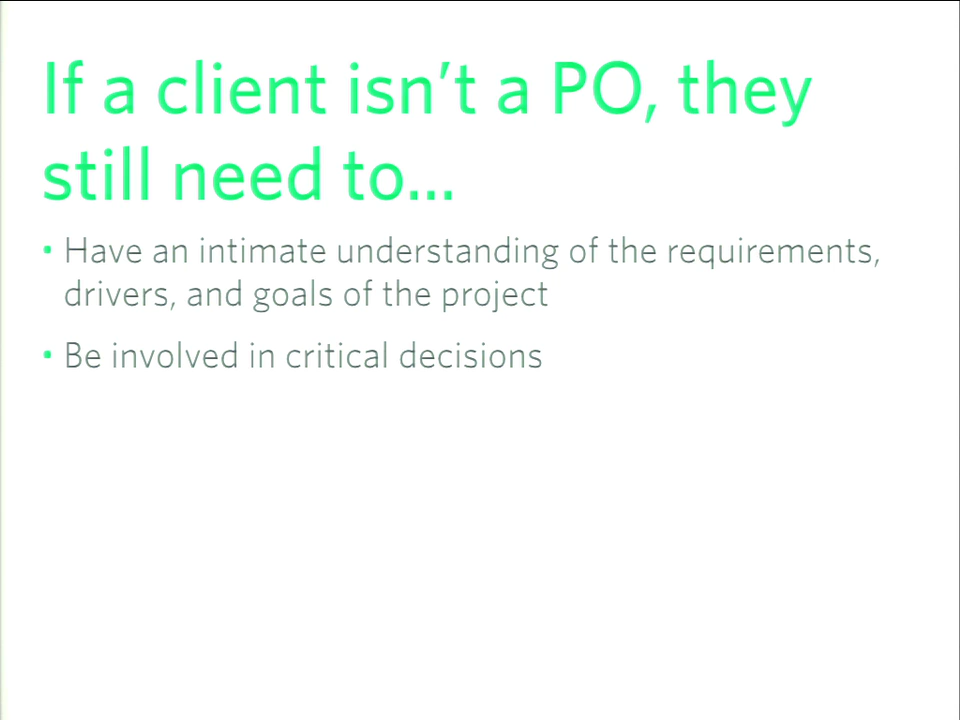 If a client isn’t a PO, they
still need to...
• Have an intimate understanding of the requirements,
drivers, and goals of the project
• Be involved in critical decisions